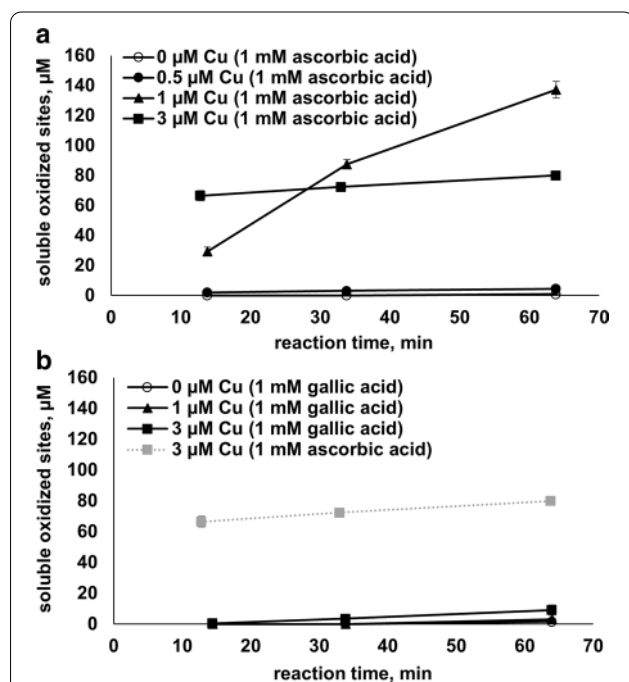 a
160
140
120
100
80
60
40
20
0
soluble oxidized sites, µM
0 µM Cu (1 mM ascorbic acid)
0.5 µM Cu (1 mM ascorbic acid)
1 µM Cu (1 mM ascorbic acid)
3 µM Cu (1 mM ascorbic acid)
0 10 20 30 40 50 60 70
reaction time, min
b
160
140
120
100
80
60
40
20
0
soluble oxidized sites, µM
0 µM Cu (1 mM gallic acid)
1 µM Cu (1 mM gallic acid)
3 µM Cu (1 mM gallic acid)
3 µM Cu (1 mM ascorbic acid)
0 10 20 30 40 50 60 70
reaction time, min